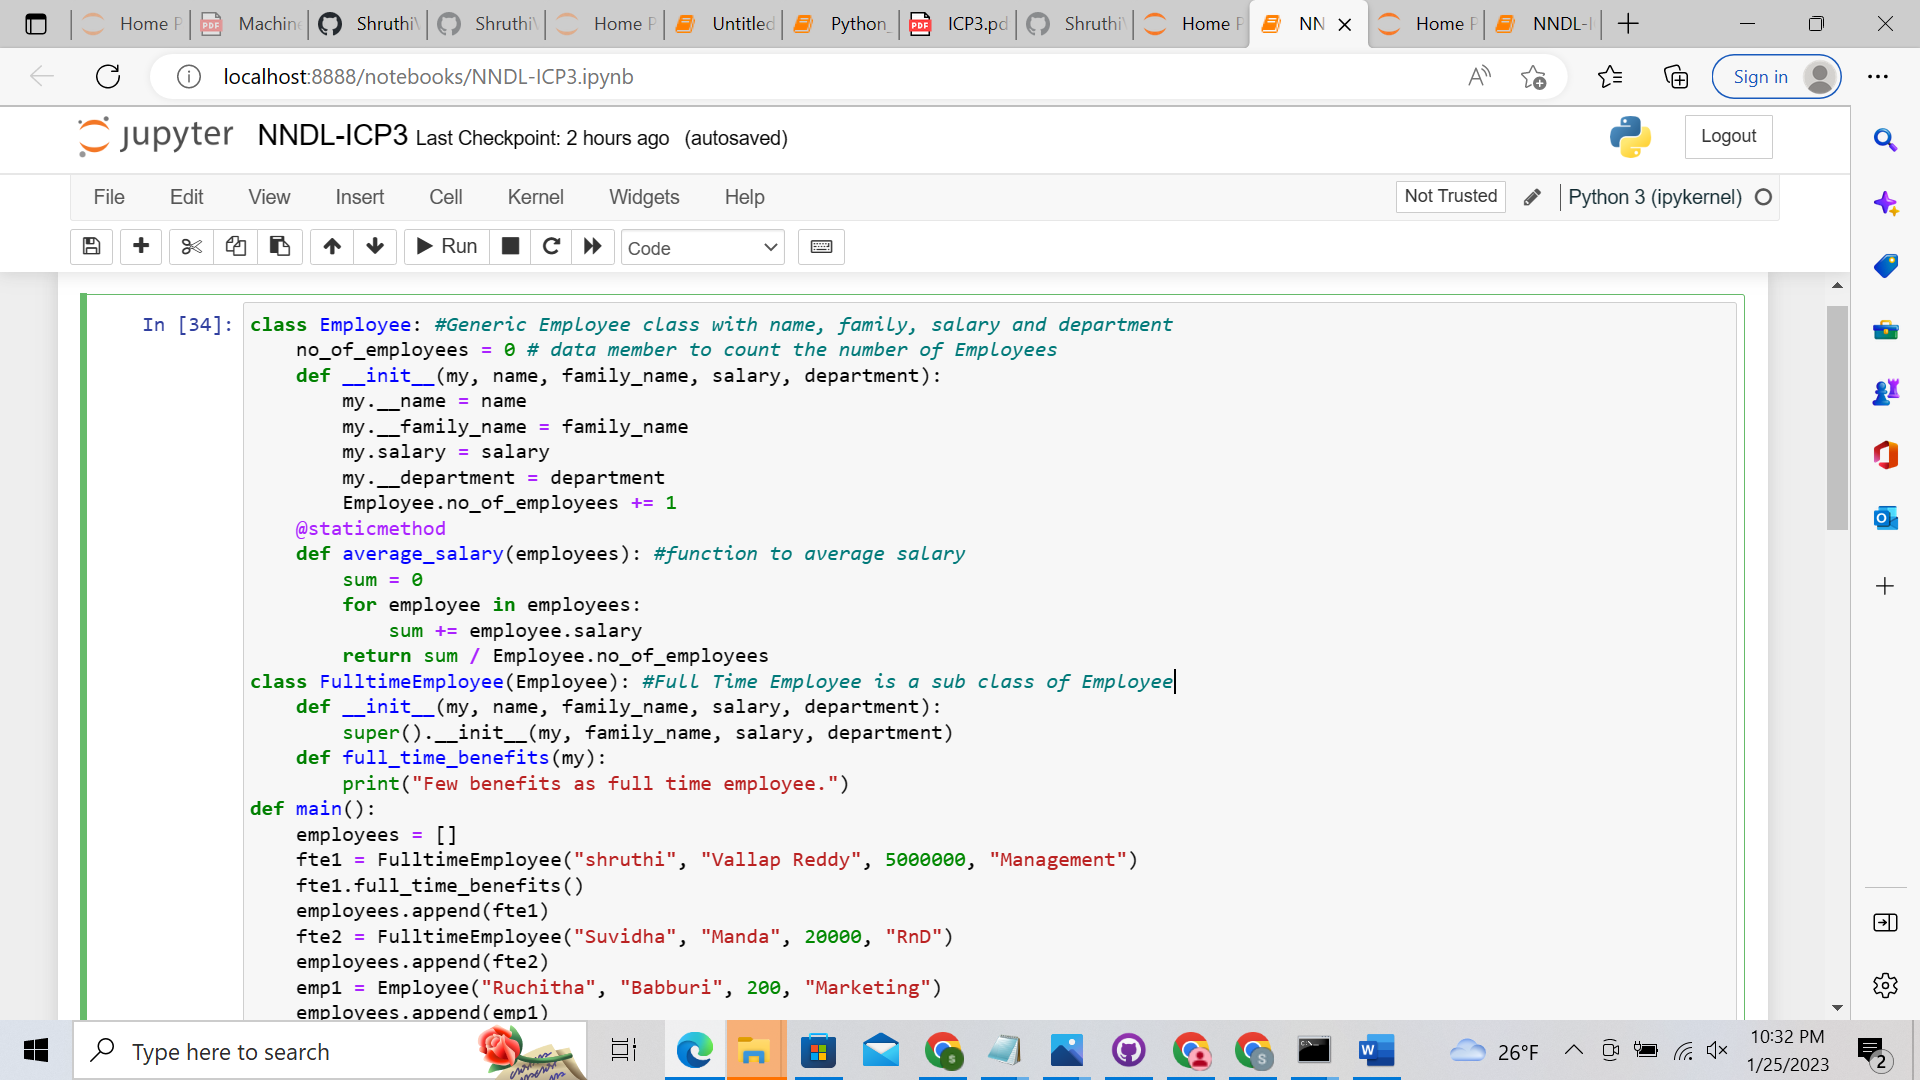 Home P
Machine
Shruthi
Shruthi
Home P
Untitled
Python_
ICP3.pd
Shruthi
Home P
NN
Home P
NNDL-I
localhost:8888/notebooks/NNDL-ICP3.ipynb
Sign in
jupyter NNDL-ICP3 Last Checkpoint: 2 hours ago (autosaved)
Logout
File Edit View Insert Cell Kernel Widgets Help
Not Trusted
Python 3 (ipykernel)
Run
Code
In [34]:
class Employee: #Generic Employee class with name, family, salary and department
    no_of_employees = 0 # data member to count the number of Employees
    def __init__(my, name, family_name, salary, department):
        my.__name = name
        my.__family_name = family_name
        my.salary = salary
        my.__department = department
        Employee.no_of_employees += 1
    @staticmethod
    def average_salary(employees): #function to average salary
        sum = 0
        for employee in employees:
            sum += employee.salary
        return sum / Employee.no_of_employees
class FulltimeEmployee(Employee): #Full Time Employee is a sub class of Employee
    def __init__(my, name, family_name, salary, department):
        super().__init__(my, family_name, salary, department)
    def full_time_benefits(my):
        print("Few benefits as full time employee.")
def main():
    employees = []
    fte1 = FulltimeEmployee("shruthi", "Vallap Reddy", 5000000, "Management")
    fte1.full_time_benefits()
    employees.append(fte1)
    fte2 = FulltimeEmployee("Suvidha", "Manda", 20000, "RnD")
    employees.append(fte2)
    emp1 = Employee("Ruchitha", "Babburi", 200, "Marketing")
    employees.append(emp1)
Type here to search
26°F
10:32 PM
1/25/2023
2